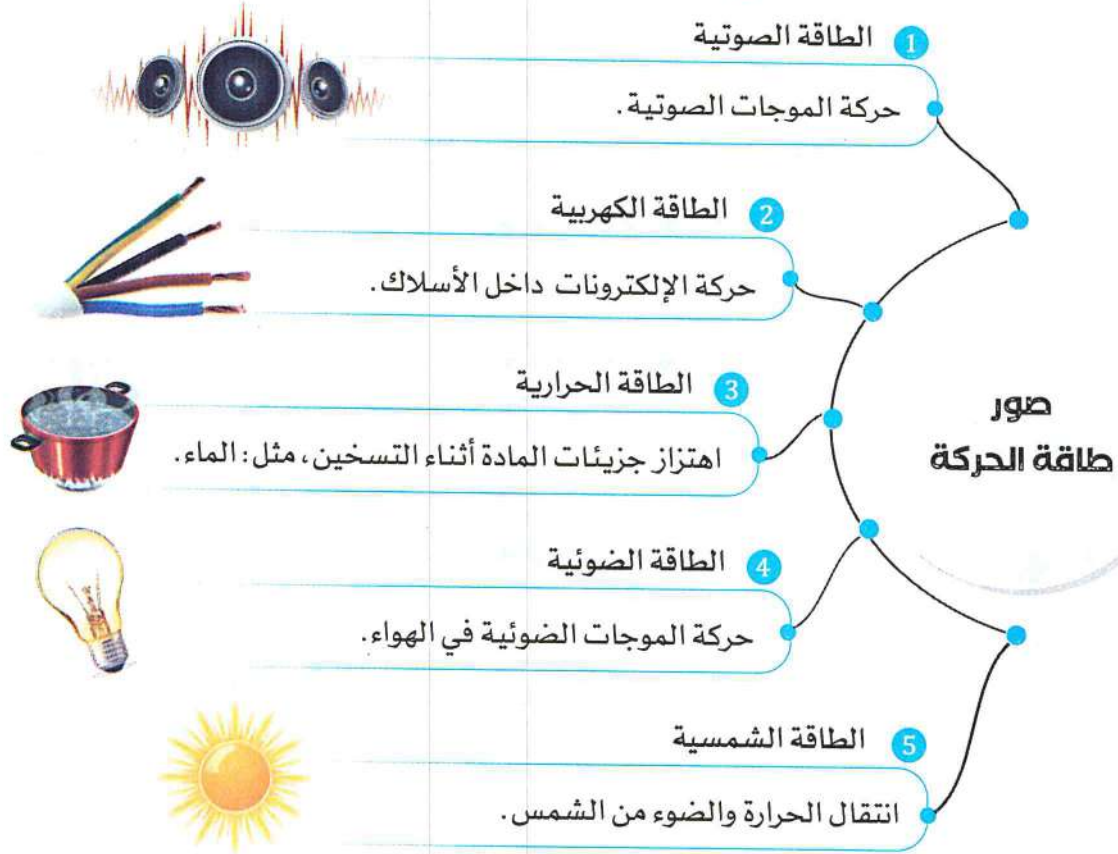 1 الطاقة الصوتية
حركة الموجات الصوتية.
2 الطاقة الكهربية
حركة الإلكترونات داخل الأسلاك.
3 الطاقة الحرارية
اهتزاز جزيئات المادة أثناء التسخين، مثل: الماء.
4 الطاقة الضوئية
حركة الموجات الضوئية في الهواء.
5 الطاقة الشمسية
انتقال الحرارة والضوء من الشمس.
صور
طاقة الحركة